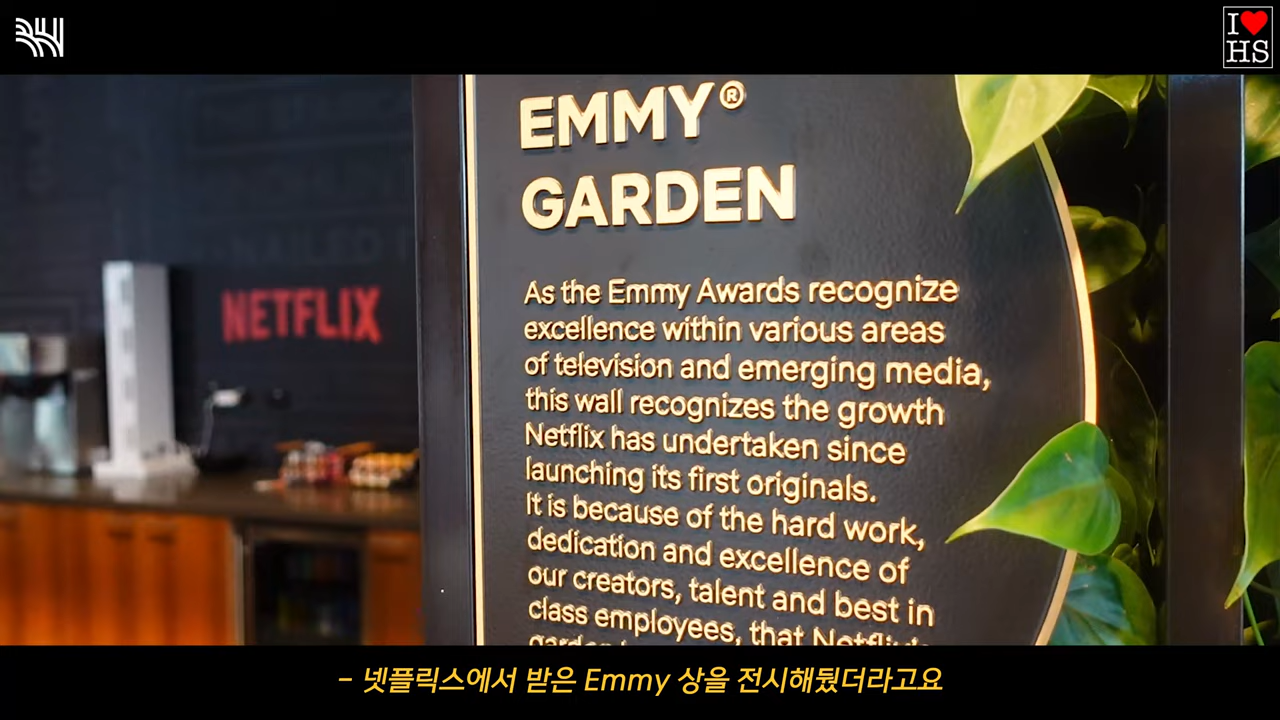 I ♥
HS
EMMY®
GARDEN
As the Emmy Awards recognize
excellence within various areas
of television and emerging media,
this wall recognizes the growth
Netflix has undertaken since
launching its first originals.
It is because of the hard work,
dedication and excellence of
our creators, talent and best in
class employees, that Netflix's
NETFLIX
- 넷플릭스에서 받은 Emmy 상을 전시해뒀더라고요